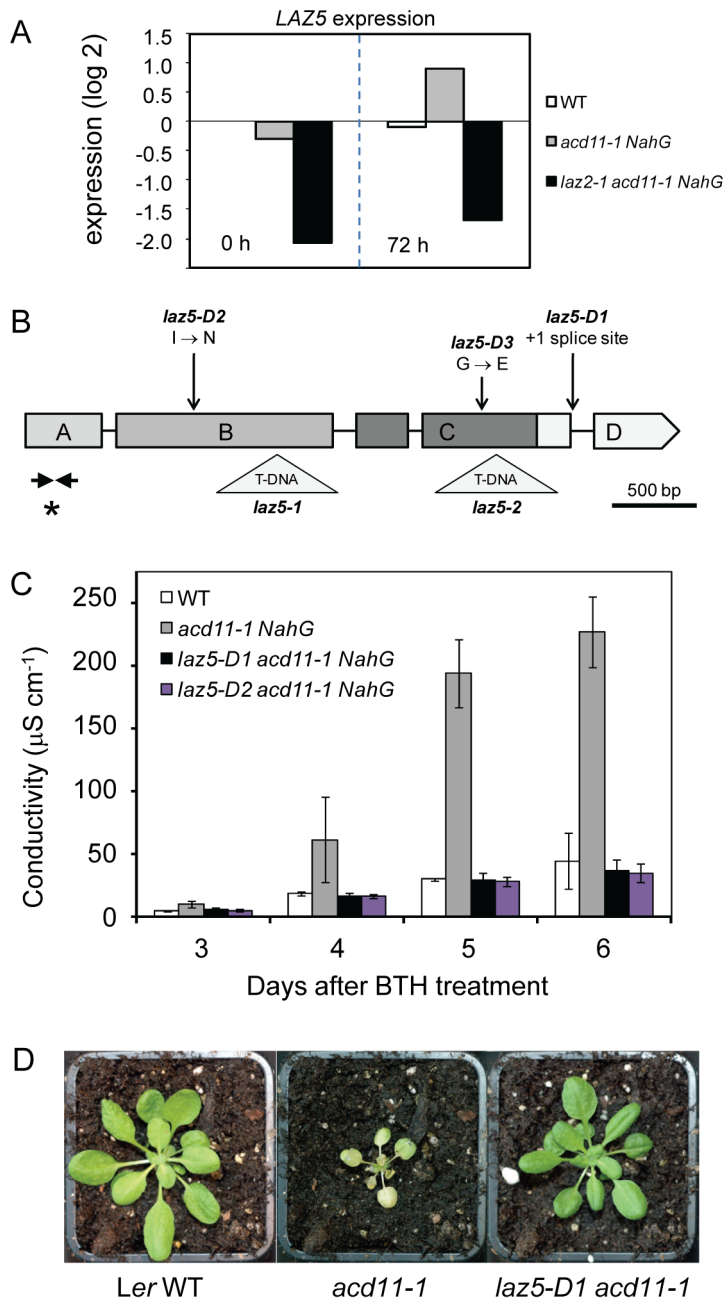 A
LAZ5 expression
expression (log 2)
1.5
1.0
0.5
0
-0.5
-1.0
-1.5
-2.0
0 h
72 h
WT
acd11-1 NahG
laz2-1 acd11-1 NahG
B
laz5-D2
I → N
laz5-D3
G → E
laz5-D1
+1 splice site
A
B
C
D
*
T-DNA
laz5-1
T-DNA
laz5-2
500 bp
C
Conductivity (µS cm-1)
250
200
150
100
50
0
WT
acd11-1 NahG
laz5-D1 acd11-1 NahG
laz5-D2 acd11-1 NahG
3 4 5 6
Days after BTH treatment
D
Ler WT
acd11-1
laz5-D1 acd11-1